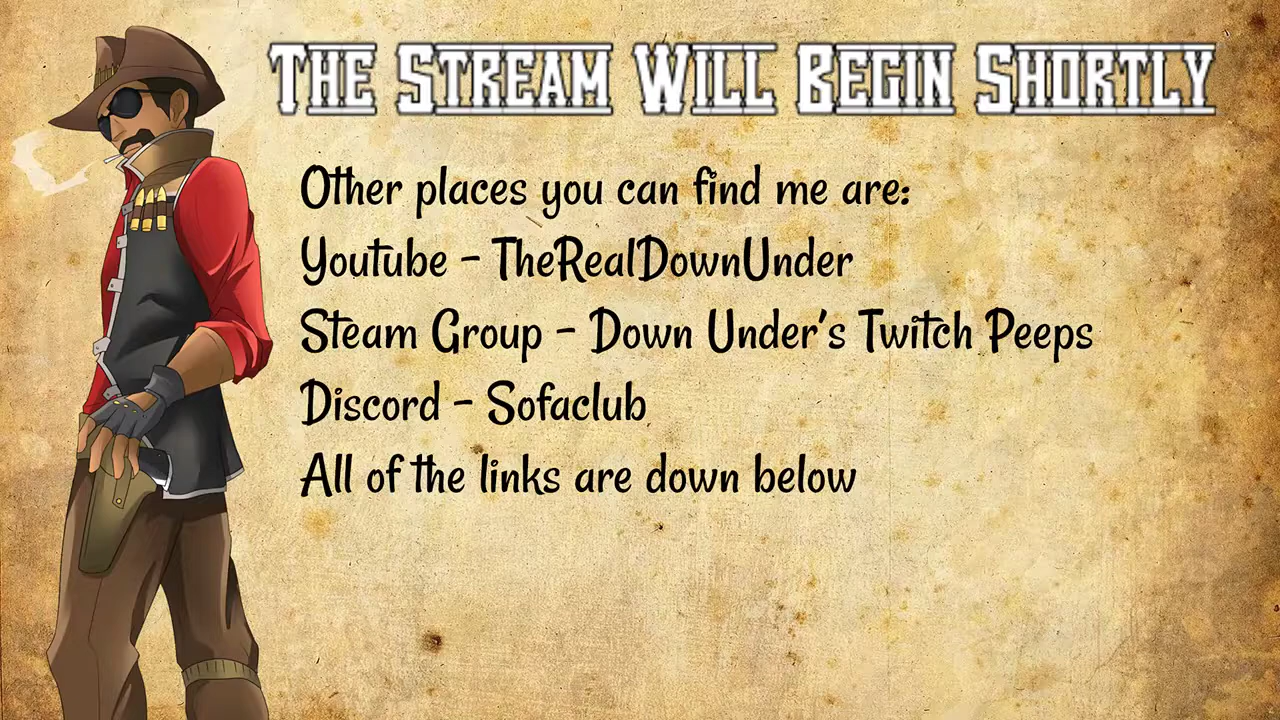 The Stream Will Begin Shortly
Other places you can find me are:
Youtube - TheRealDownUnder
Steam Group - Down Under's Twitch Peeps
Discord - Sofaclub
All of the links are down below